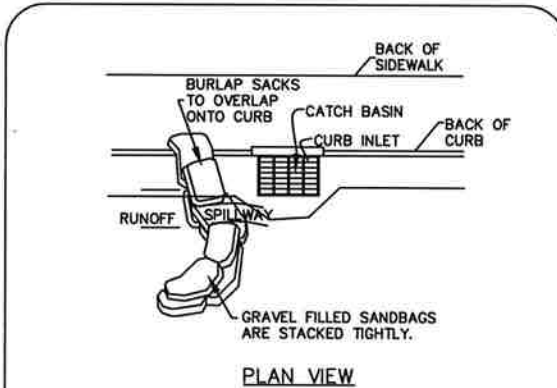 BACK OF
SIDEWALK
BURLAP SACKS
TO OVERLAP
ONTO CURB
CATCH BASIN
CURB INLET
BACK OF
CURB
RUNOFF
SPILLWAY
GRAVEL FILLED SANDBAGS
ARE STACKED TIGHTLY.
PLAN VIEW